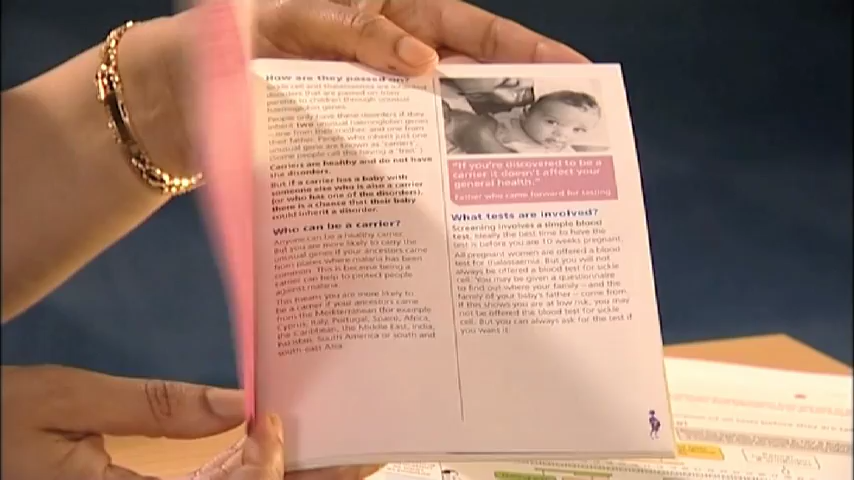 How are they passed on?
Sickle cell and thalassaemia are inherited
disorders that are passed on from
parents to children through unusual
haemoglobin genes.
People only have these disorders if they
inherit two unusual haemoglobin genes
– one from their mother, and one from
their father. People who inherit just one
unusual gene are known as 'carriers'.
(Some people call this having a 'trait'.)
Carriers are healthy and do not have
the disorders.
But if a carrier has a baby with
someone else who is also a carrier
(or who has one of the disorders),
there is a chance that their baby
could inherit a disorder.
Who can be a carrier?
Anyone can be a healthy carrier.
But you are more likely to carry the
unusual genes if your ancestors came
from places where malaria has been
common. This is because being a
carrier can help to protect people
against malaria.
This means you are more likely to
be a carrier if your ancestors came
from the Mediterranean (for example
Cyprus, Italy, Portugal, Spain), Africa,
the Caribbean, the Middle East, India,
Pakistan, South America or south and
south-east Asia.
"If you're discovered to be a
carrier it doesn't affect your
general health."
Father who came forward for testing
What tests are involved?
Screening involves a simple blood
test. Ideally the best time to have the
test is before you are 10 weeks pregnant.
All pregnant women are offered a blood
test for thalassaemia. But you will not
always be offered a blood test for sickle
cell. You may be given a questionnaire
to find out where your family – and the
family of your baby's father – come from.
If this shows you are at low risk, you may
not be offered the blood test for sickle
cell. But you can always ask for the test if
you want it.